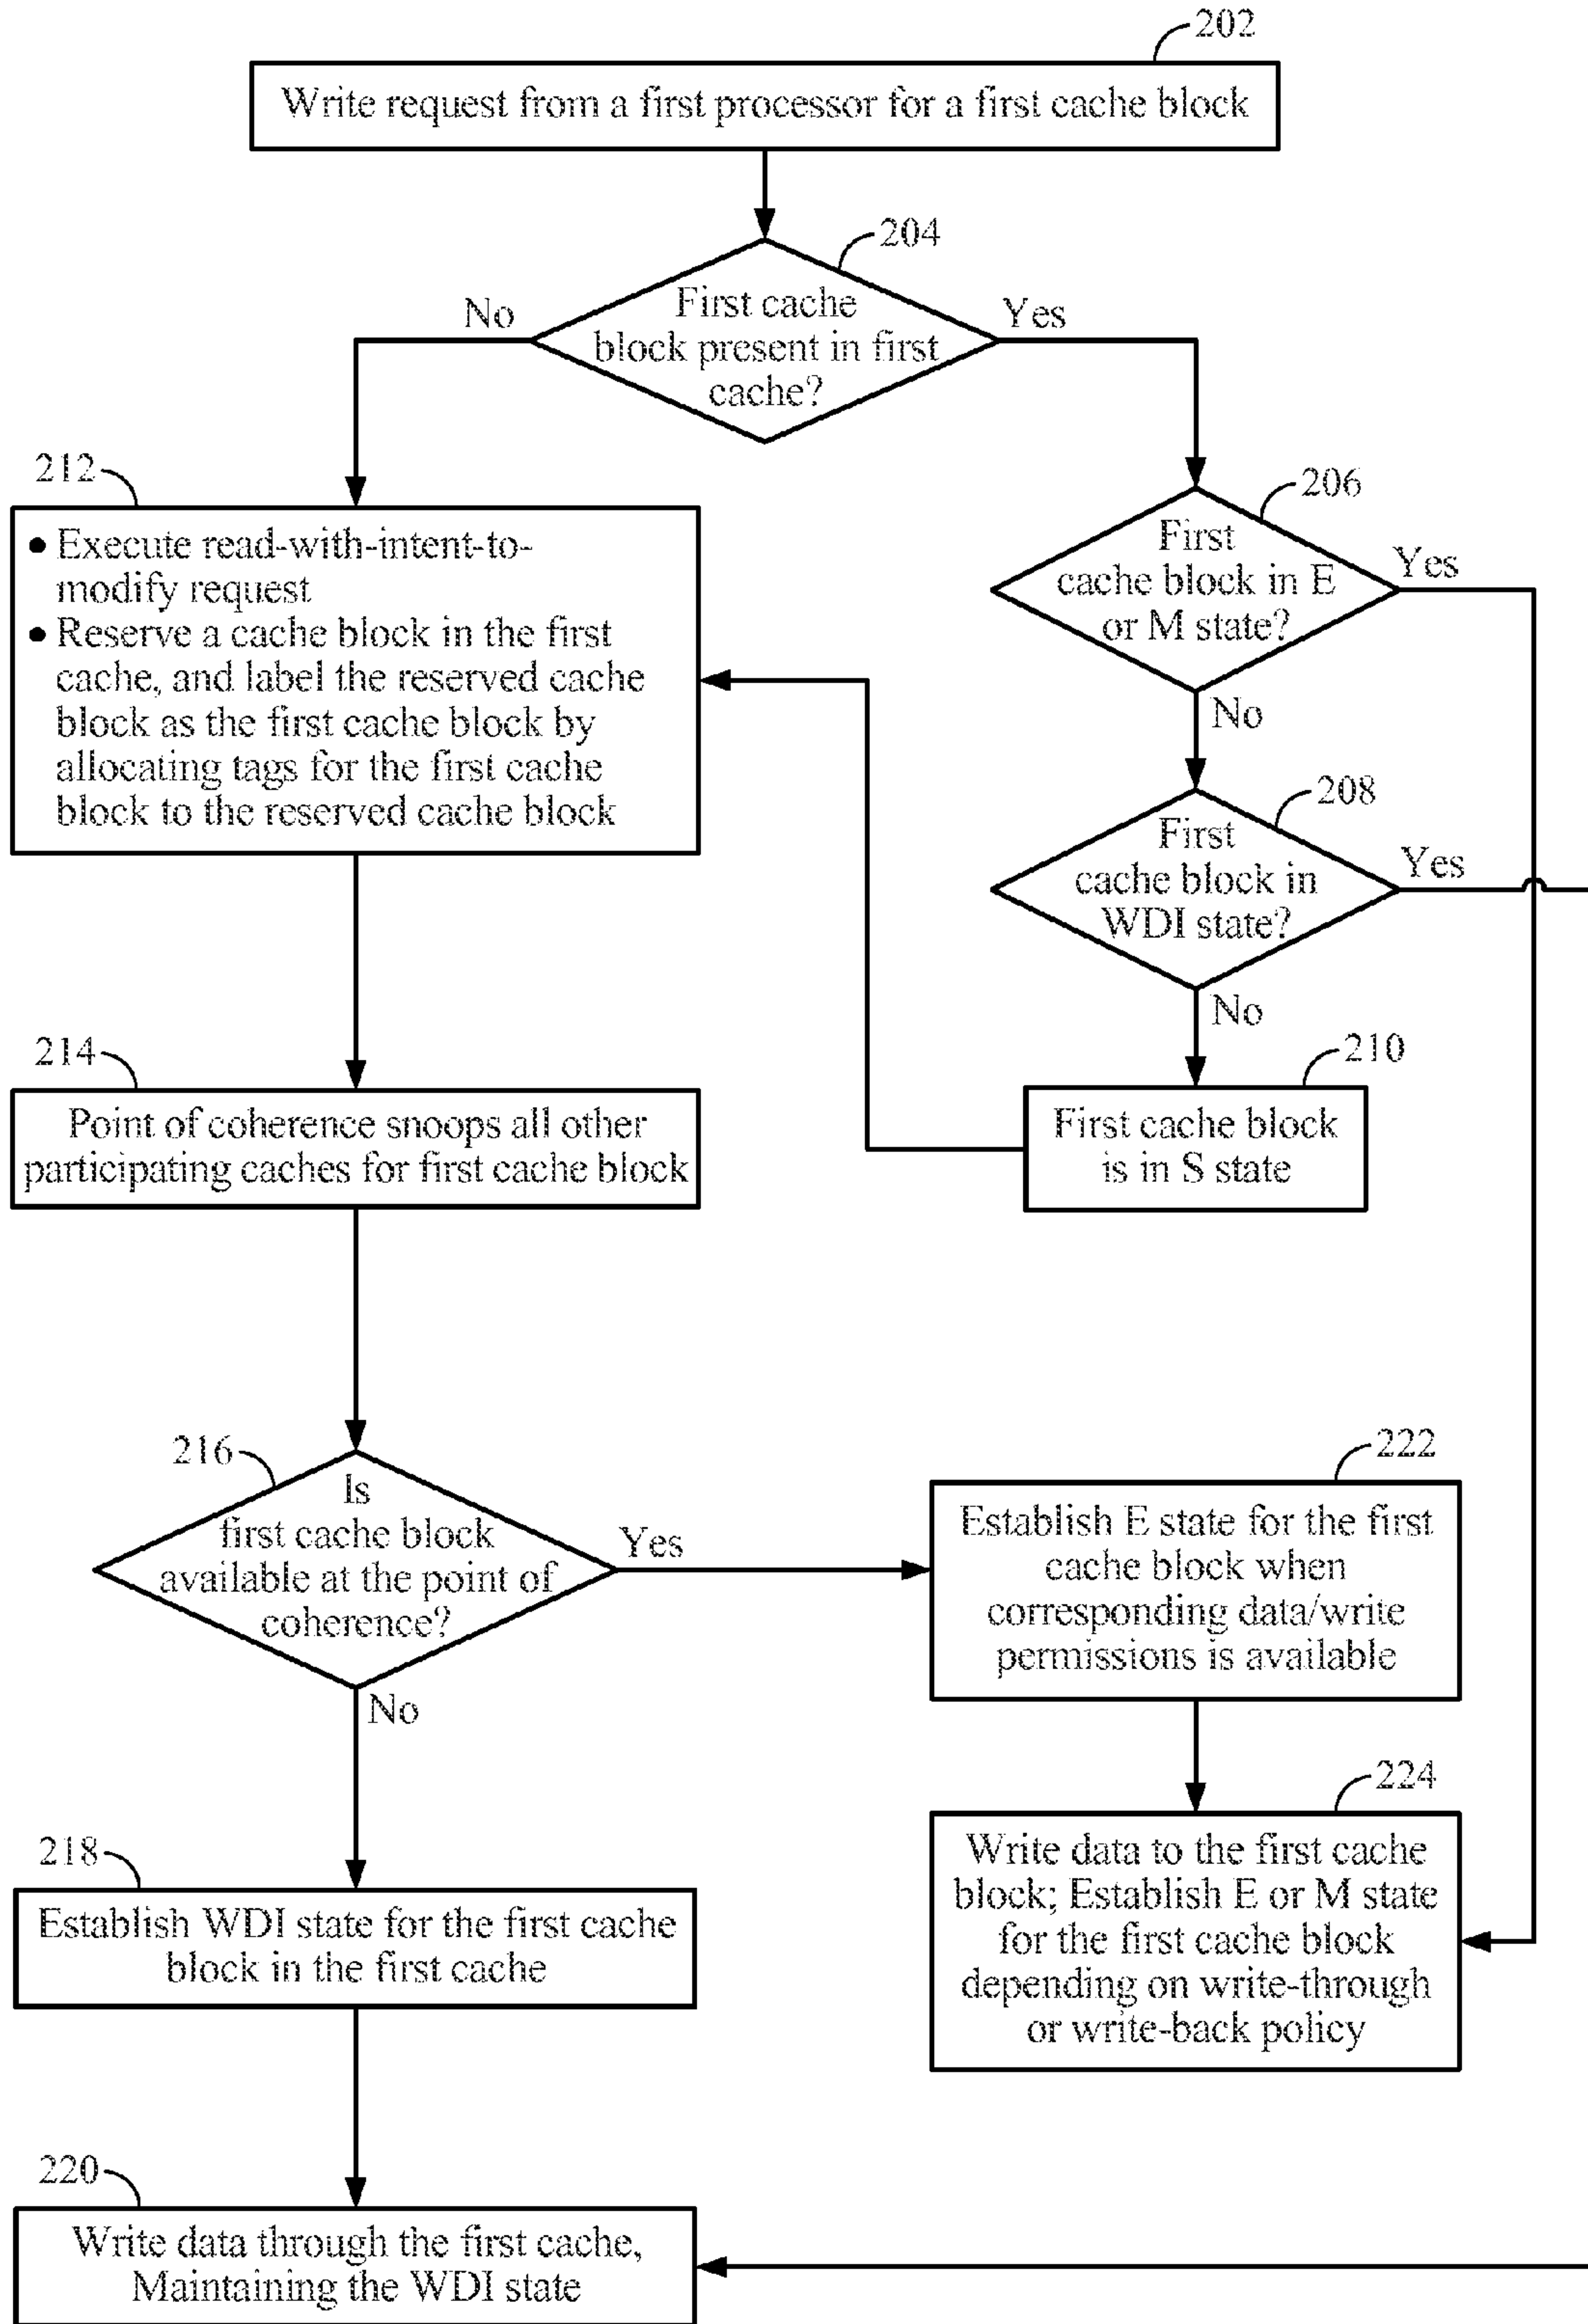 202
Write request from a first processor for a first cache block
204
First cache
block present in first
cache?
No
Yes
212
• Execute read-with-intent-to-
modify request
• Reserve a cache block in the first
cache, and label the reserved cache
block as the first cache block by
allocating tags for the first cache
block to the reserved cache block
206
First
cache block in E
or M state?
Yes
No
208
First
cache block in
WDI state?
Yes
No
210
First cache block
is in S state
214
Point of coherence snoops all other
participating caches for first cache block
216
Is
first cache block
available at the point of
coherence?
Yes
No
222
Establish E state for the first
cache block when
corresponding data/write
permissions is available
224
Write data to the first cache
block; Establish E or M state
for the first cache block
depending on write-through
or write-back policy
218
Establish WDI state for the first cache
block in the first cache
220
Write data through the first cache,
Maintaining the WDI state